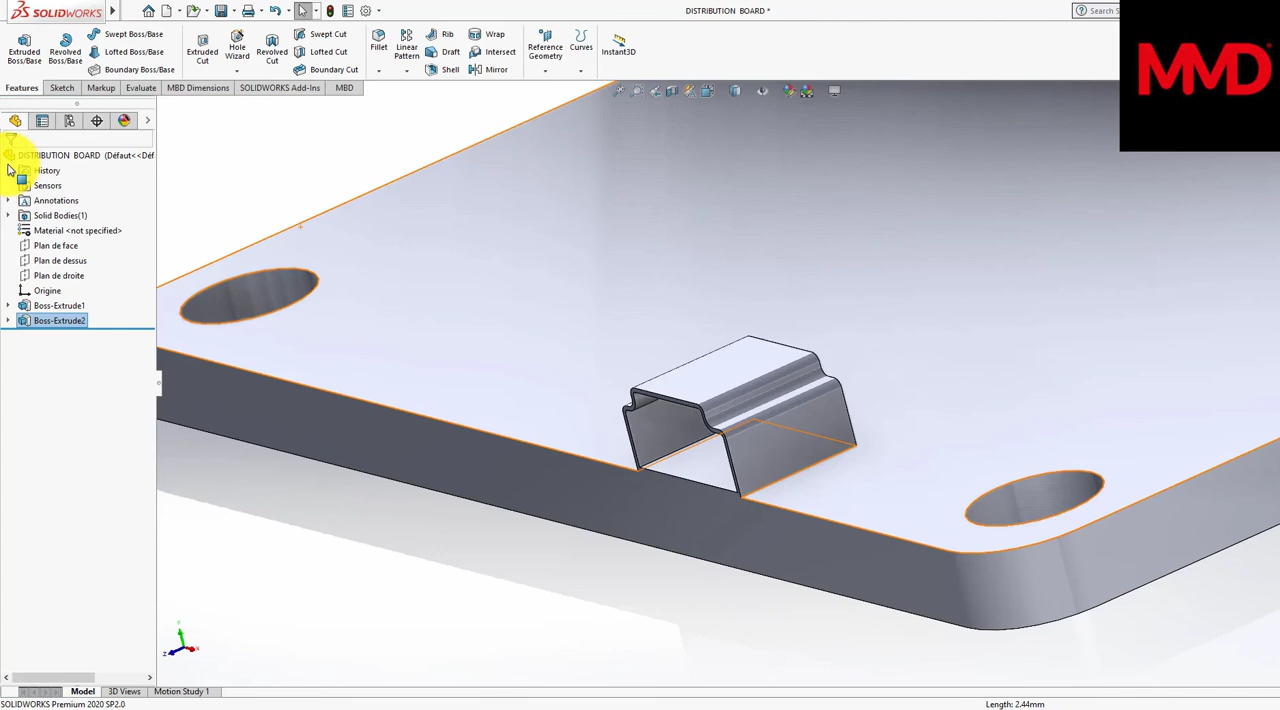 SOLIDWORKS
DISTRIBUTION BOARD *
Search S
MMD
Extruded Boss/Base
Revolved Boss/Base
Swept Boss/Base
Lofted Boss/Base
Boundary Boss/Base
Extruded Cut
Hole Wizard
Revolved Cut
Swept Cut
Lofted Cut
Boundary Cut
Fillet
Linear Pattern
Rib
Draft
Shell
Wrap
Intersect
Mirror
Reference Geometry
Curves
Instant3D
Features
Sketch
Markup
Evaluate
MBD Dimensions
SOLIDWORKS Add-Ins
MBD
DISTRIBUTION BOARD (Défaut<<Déf
History
Sensors
Annotations
Solid Bodies(1)
Material <not specified>
Plan de face
Plan de dessus
Plan de droite
Origine
Boss-Extrude1
Boss-Extrude2
Y
Z
X
Model
3D Views
Motion Study 1
SOLIDWORKS Premium 2020 SP2.0
Length: 2.44mm